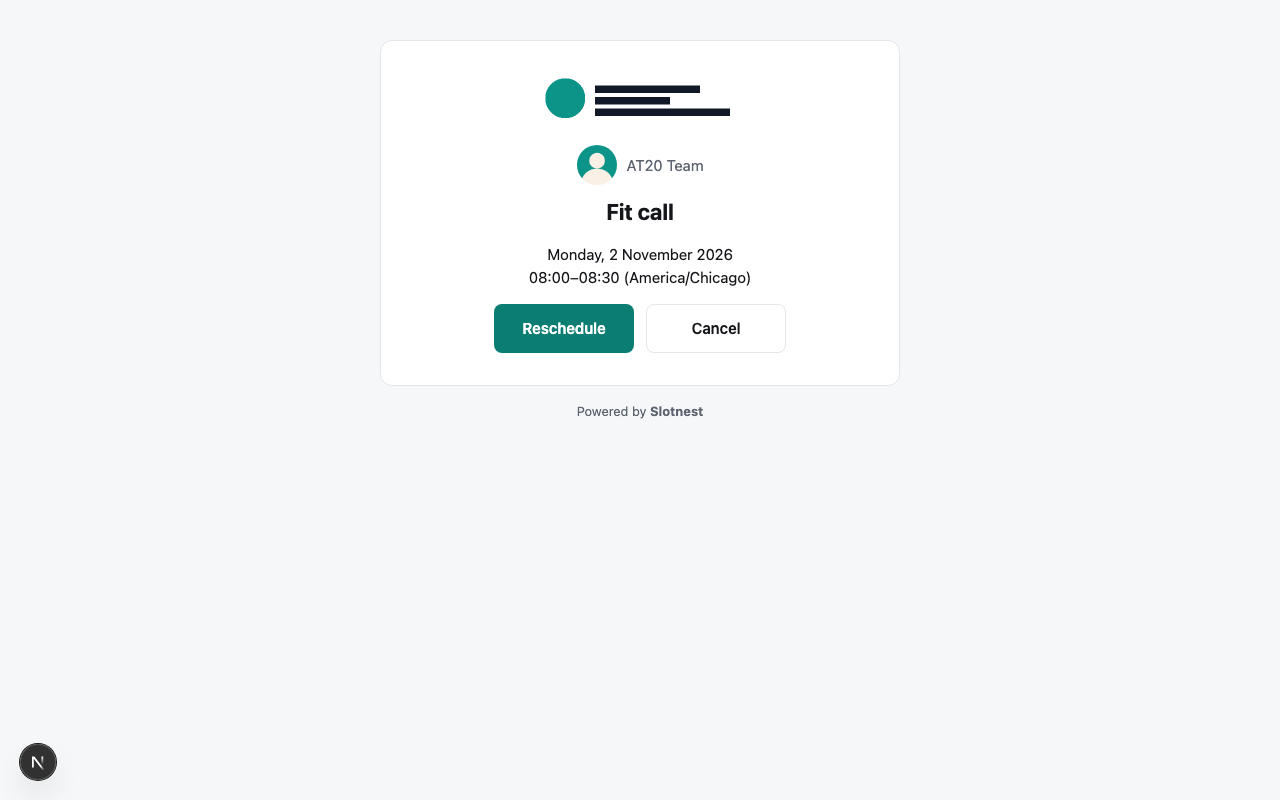 AT20 Team
Fit call
Monday, 2 November 2026
08:00–08:30 (America/Chicago)
Reschedule
Cancel
Powered by Slotnest
N